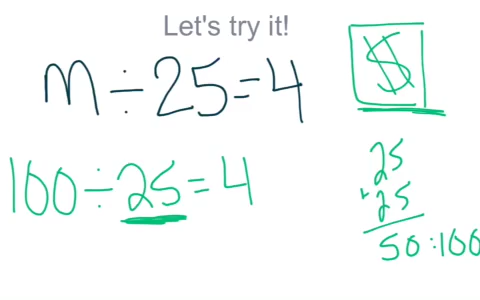 Let's try it!
m ÷ 25 = 4
$
100 ÷ 25 = 4
25
+ 25
50 : 100